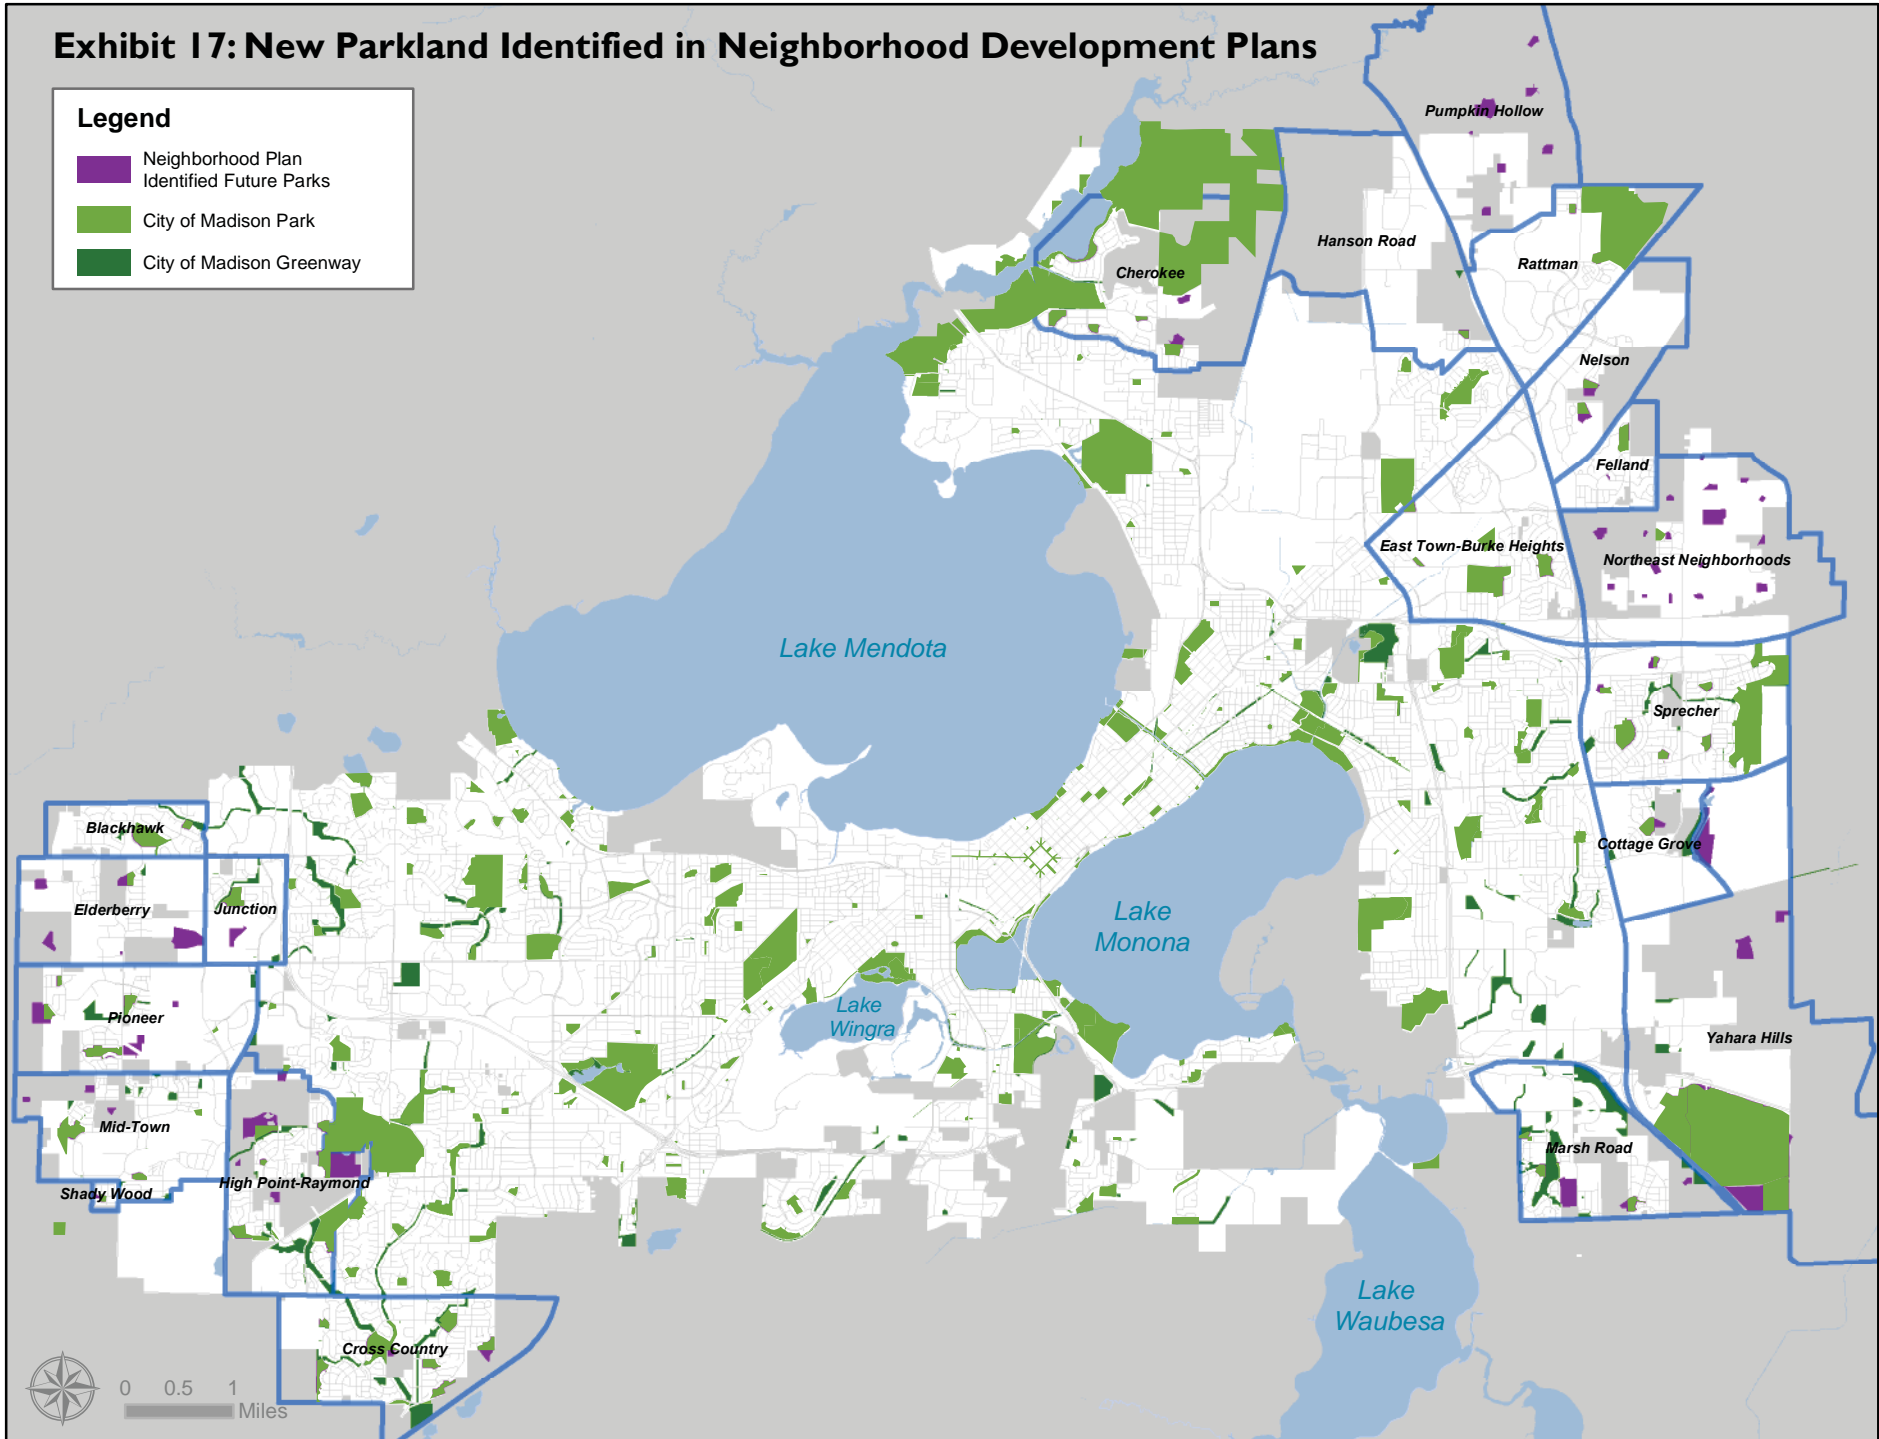 Exhibit 17: New Parkland Identified in Neighborhood Development Plans
Legend
Neighborhood Plan
Identified Future Parks
City of Madison Park
City of Madison Greenway
Pumpkin Hollow
Hanson Road
Rattman
Cherokee
Nelson
Felland
East Town-Burke Heights
Northeast Neighborhoods
Lake Mendota
Sprecher
Blackhawk
Cottage Grove
Elderberry
Junction
Lake
Monona
Lake
Wingra
Pioneer
Yahara Hills
Mid-Town
Marsh Road
High Point-Raymond
Shady Wood
Lake
Waubesa
Cross Country
0 0.5 1
Miles